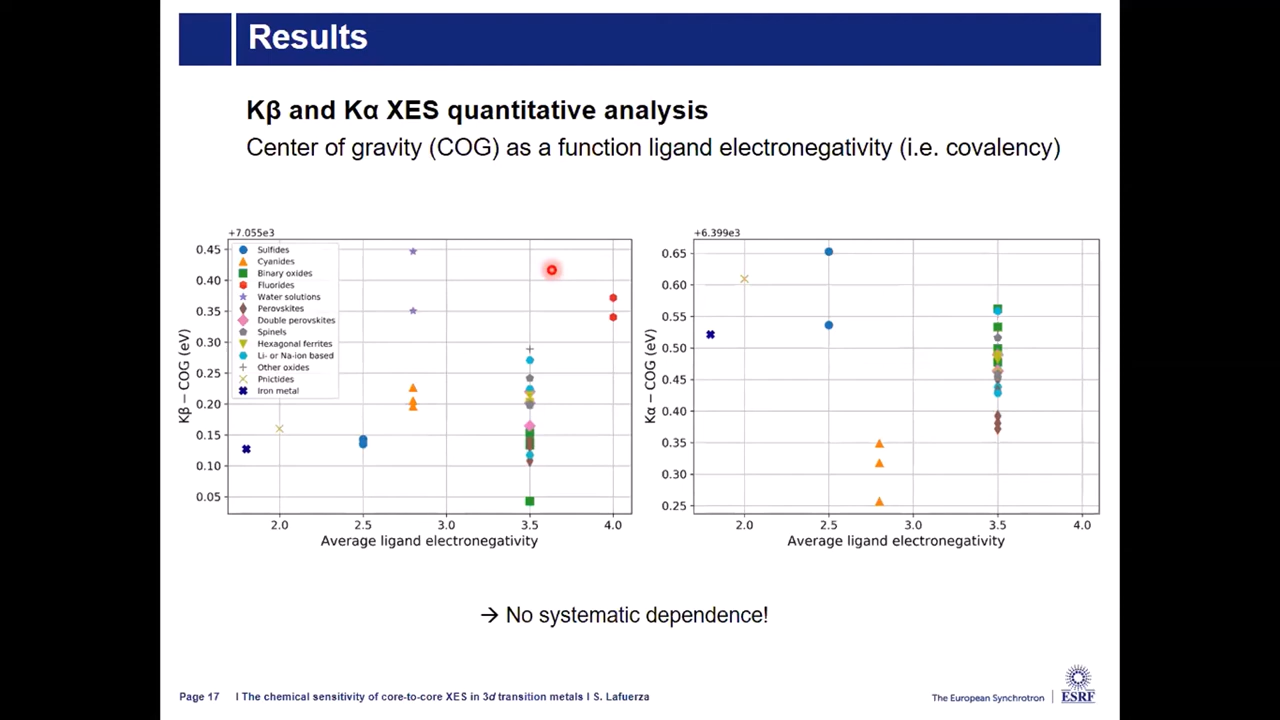 Results
Kβ and Kα XES quantitative analysis
Center of gravity (COG) as a function ligand electronegativity (i.e. covalency)
+7.055e3
0.45
0.40
0.35
0.30
0.25
0.20
0.15
0.10
0.05
Kβ − COG (eV)
Sulfides
Cyanides
Binary oxides
Fluorides
Water solutions
Perovskites
Double perovskites
Spinels
Hexagonal ferrites
Li- or Na-ion based
Other oxides
Pnictides
Iron metal
2.0 2.5 3.0 3.5 4.0
Average ligand electronegativity
+6.399e3
0.65
0.60
0.55
0.50
0.45
0.40
0.35
0.30
0.25
Kα − COG (eV)
2.0 2.5 3.0 3.5 4.0
Average ligand electronegativity
→ No systematic dependence!
Page 17 l The chemical sensitivity of core-to-core XES in 3d transition metals l S. Lafuerza
The European Synchrotron | ESRF